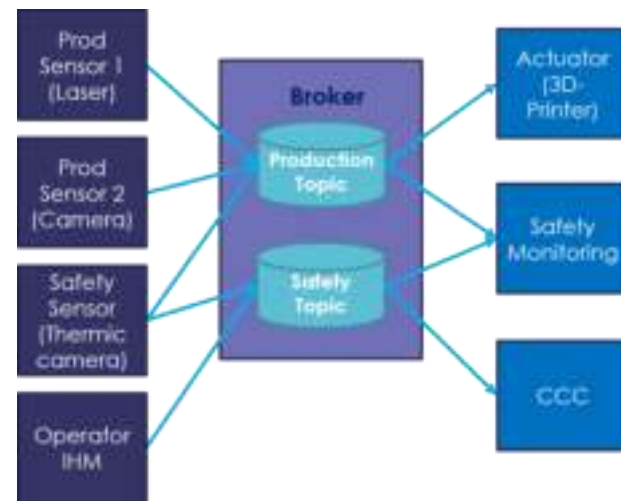 Prod
Sensor 1
(Laser)
Prod
Sensor 2
(Camera)
Safety
Sensor
(Thermic
camera)
Operator
IHM
Broker
Production
Topic
Safety
Topic
Actuator
(3D-
Printer)
Safety
Monitoring
CCC